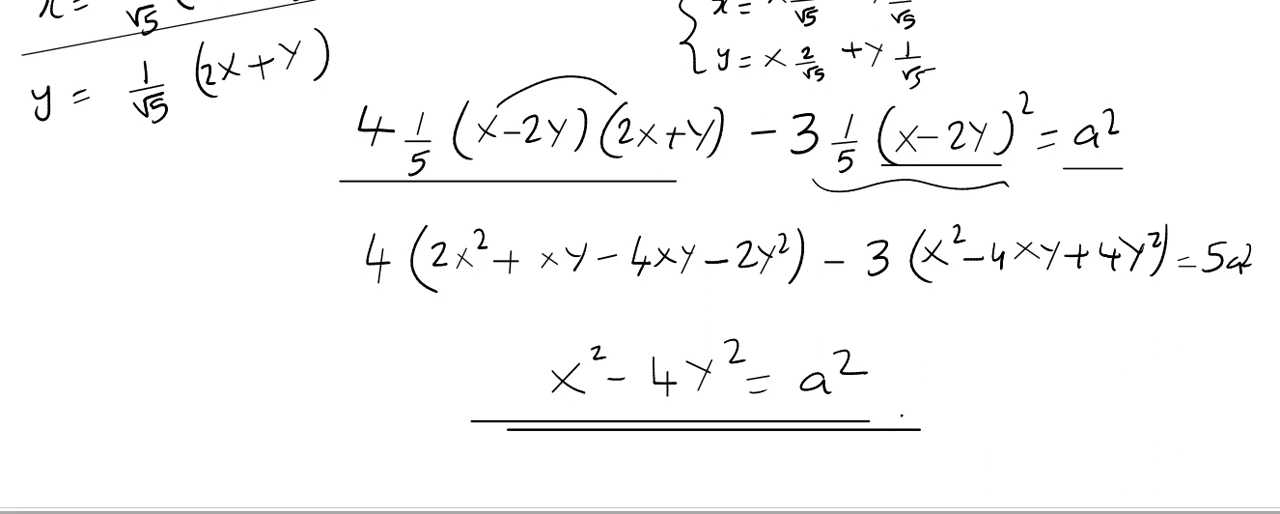 y = 1/√5 (2X+Y)
y = X 2/√5 + Y 1/√5
4 1/5 (X-2Y)(2X+Y) - 3 1/5 (X-2Y)² = a²
4 (2X² + XY - 4XY - 2Y²) - 3 (X² - 4XY + 4Y²) = 5a²
X² - 4Y² = a²